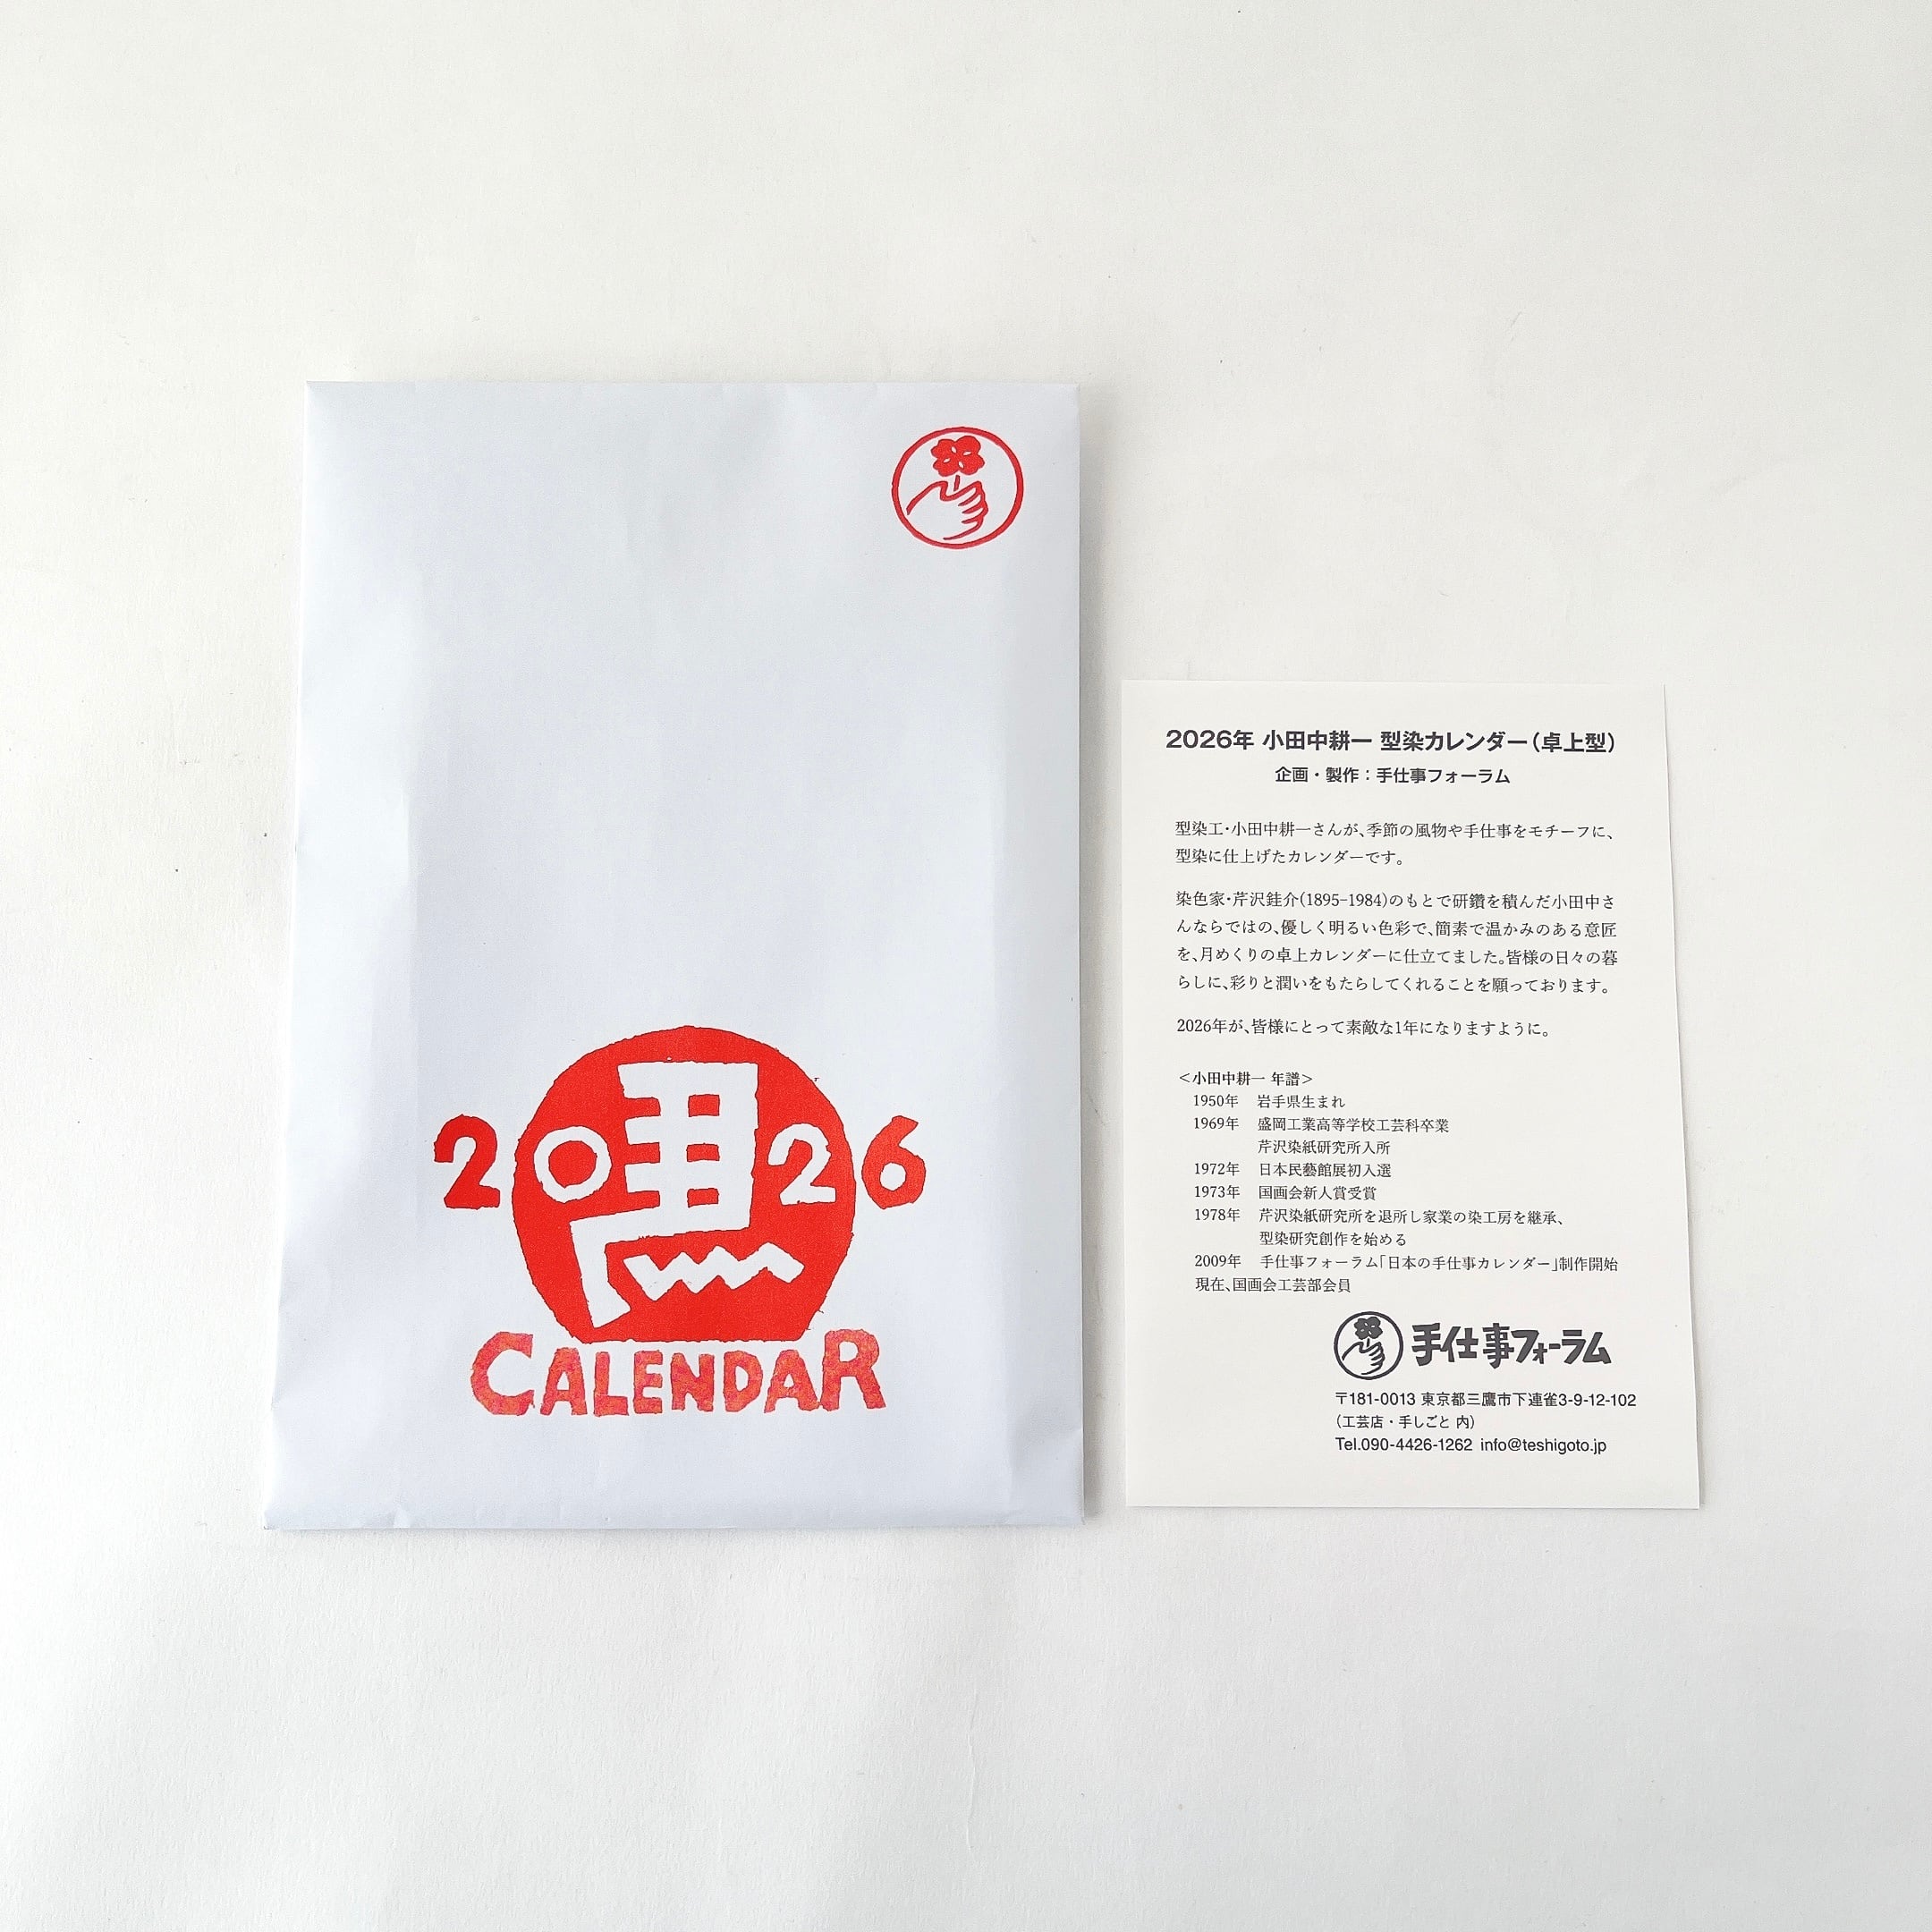 2026
CALENDAR
2026年 小田中耕一 型染カレンダー(卓上型)
企画・製作:手仕事フォーラム
型染工・小田中耕一さんが、季節の風物や手仕事をモチーフに、
型染に仕上げたカレンダーです。
染色家・芹沢銈介(1895-1984)のもとで研鑽を積んだ小田中さ
んならではの、優しく明るい色彩で、簡素で温かみのある意匠
を、月めくりの卓上カレンダーに仕立てました。皆様の日々の暮
らしに、彩りと潤いをもたらしてくれることを願っております。
2026年が、皆様にとって素敵な1年になりますように。
<小田中耕一 年譜>
1950年 岩手県生まれ
1969年 盛岡工業高等学校工芸科卒業
芹沢染紙研究所入所
1972年 日本民藝館展初入選
1973年 国画会新人賞受賞
1978年 芹沢染紙研究所を退所し家業の染工房を継承、
型染研究創作を始める
2009年 手仕事フォーラム「日本の手仕事カレンダー」制作開始
現在、国画会工芸部会員
手仕事フォーラム
〒181-0013 東京都三鷹市下連雀3-9-12-102
(工芸店・手しごと 内)
Tel.090-4426-1262 info@teshigoto.jp